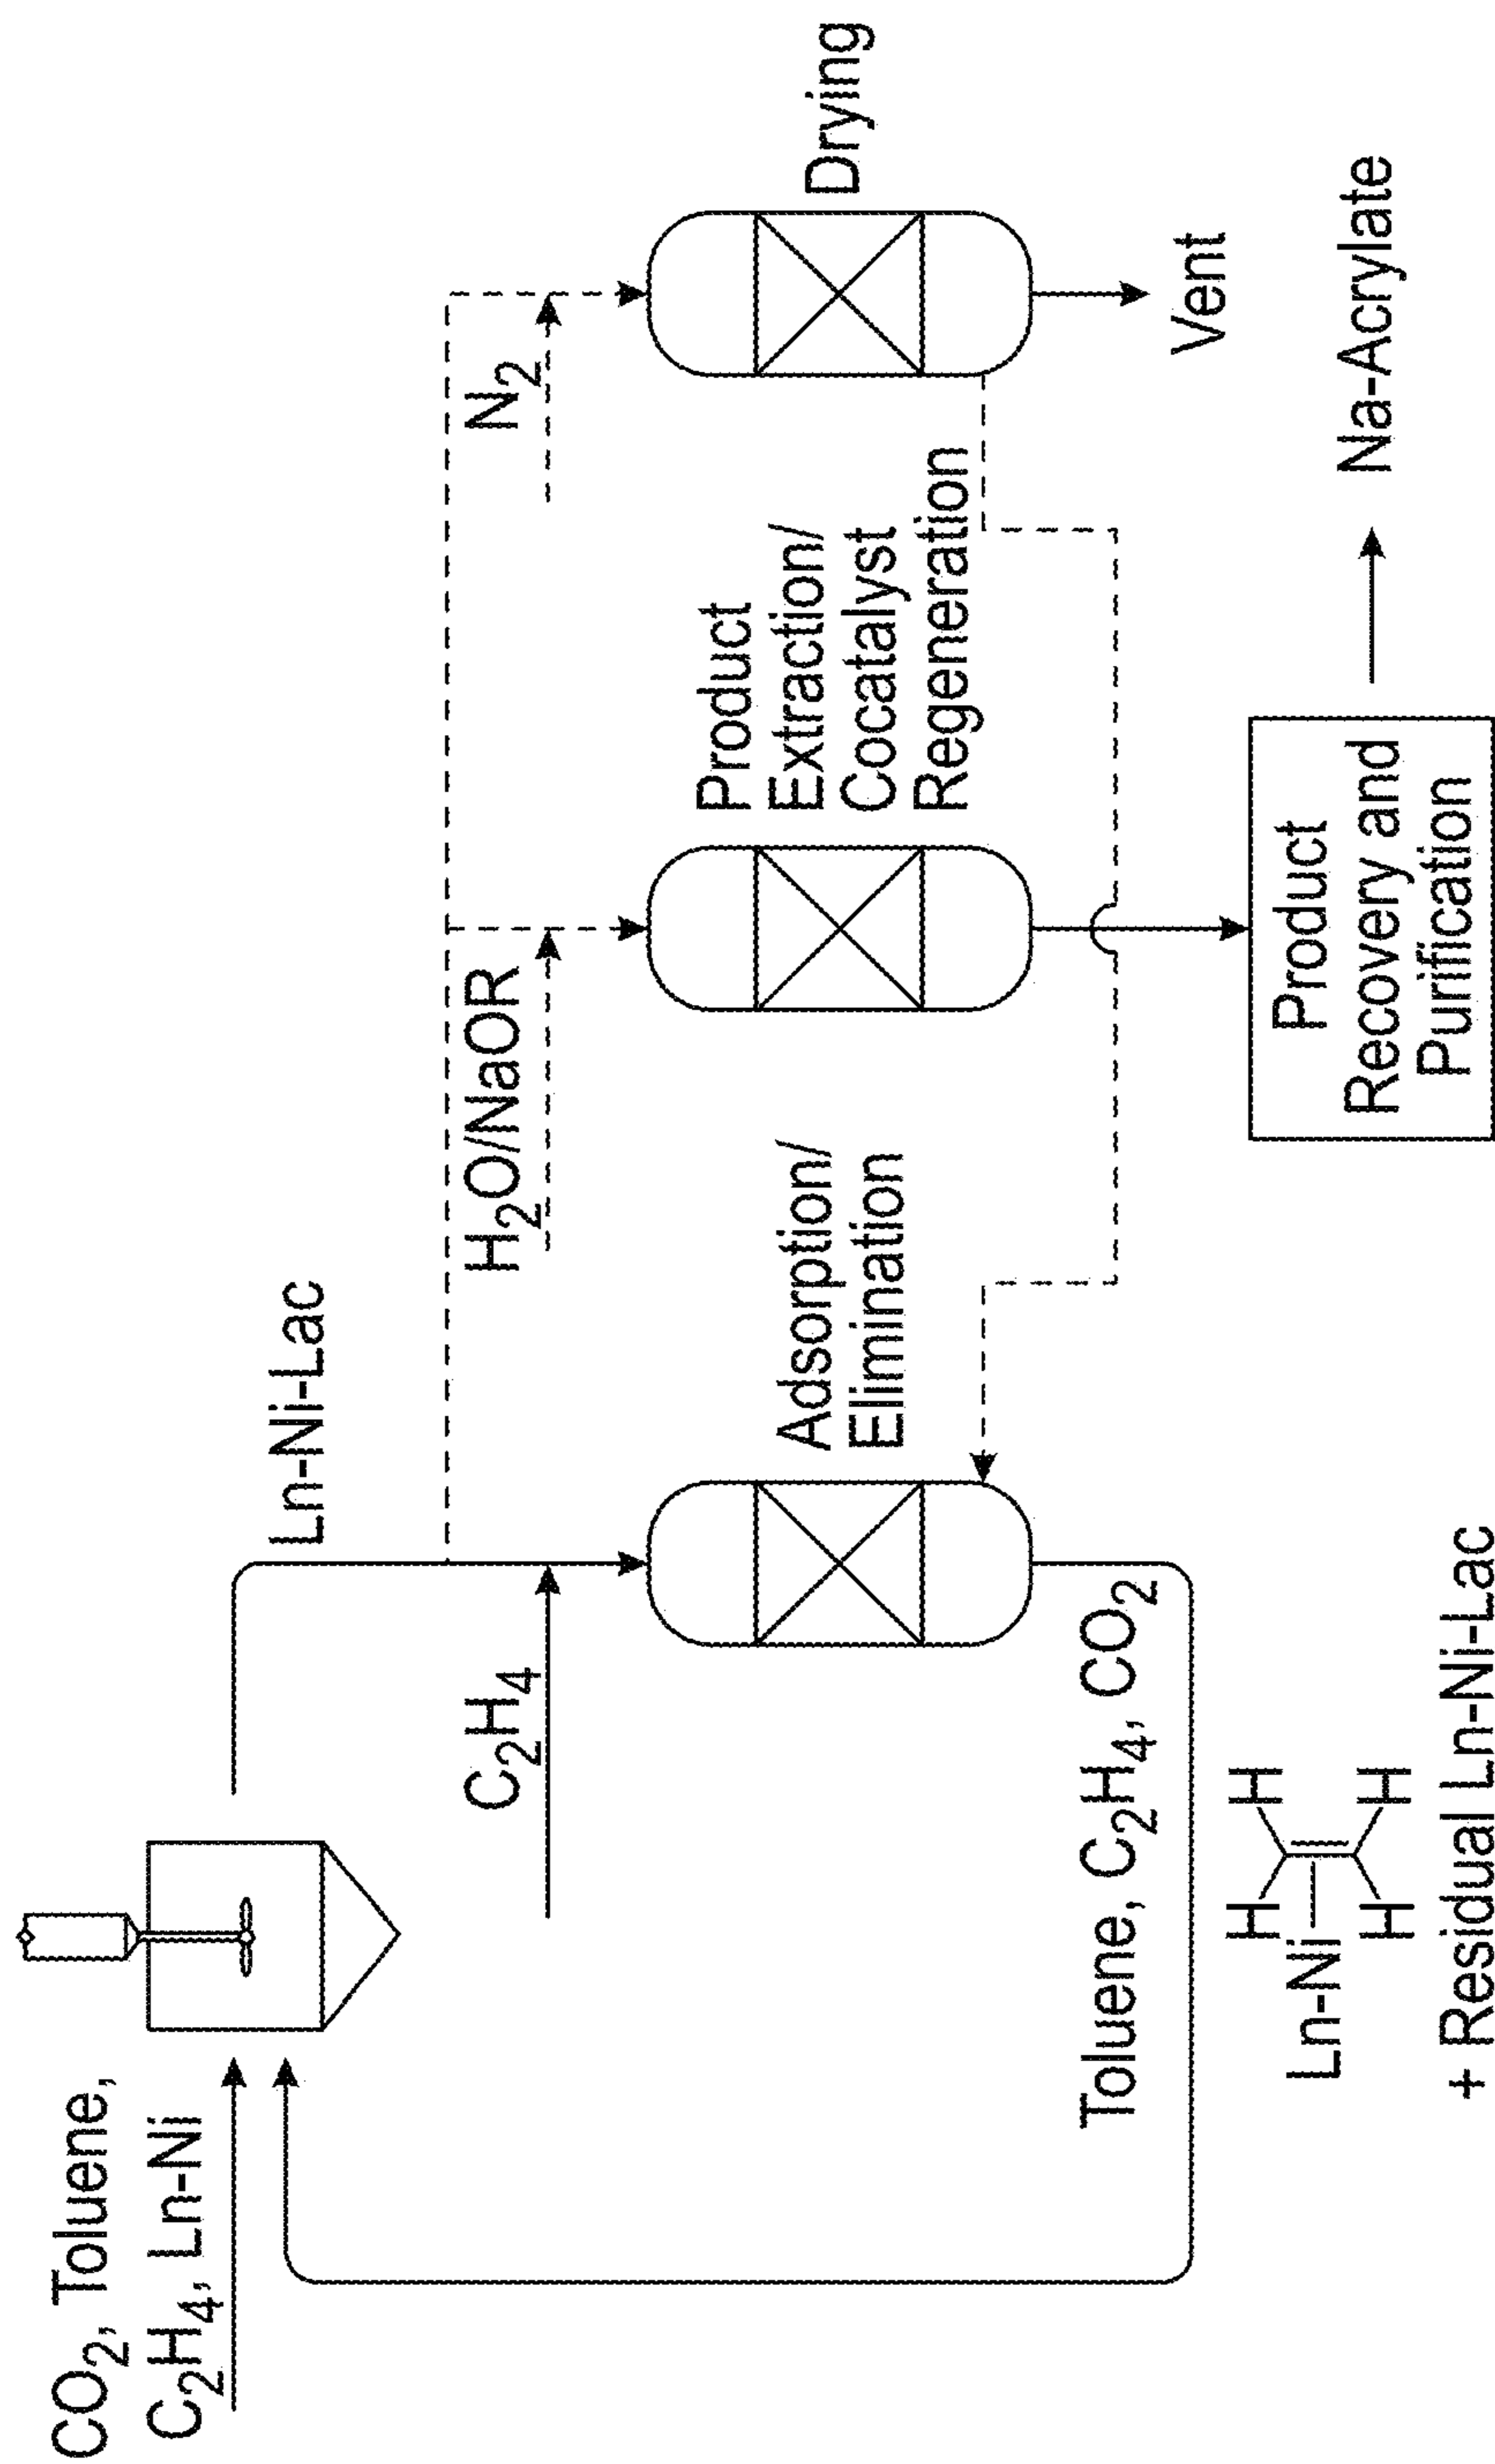 CO2, Toluene,
C2H4, Ln-Ni
Ln-Ni-Lac
C2H4
H2O/NaOR
N2
Adsorption/
Elimination
Product
Extraction/
Cocatalyst
Regeneration
Drying
Toluene, C2H4, CO2
Vent
H H
Ln-Ni
H H
+ Residual Ln-Ni-Lac
Product
Recovery and
Purification
Na-Acrylate